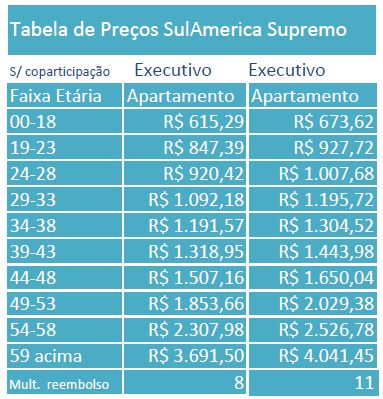 Tabela de Preços SulAmerica Supremo
S/ coparticipação Executivo Executivo
Faixa Etária Apartamento Apartamento
00-18 R$ 615,29 R$ 673,62
19-23 R$ 847,39 R$ 927,72
24-28 R$ 920,42 R$ 1.007,68
29-33 R$ 1.092,18 R$ 1.195,72
34-38 R$ 1.191,57 R$ 1.304,52
39-43 R$ 1.318,95 R$ 1.443,98
44-48 R$ 1.507,16 R$ 1.650,04
49-53 R$ 1.853,66 R$ 2.029,38
54-58 R$ 2.307,98 R$ 2.526,78
59 acima R$ 3.691,50 R$ 4.041,45
Mult. reembolso 8 11